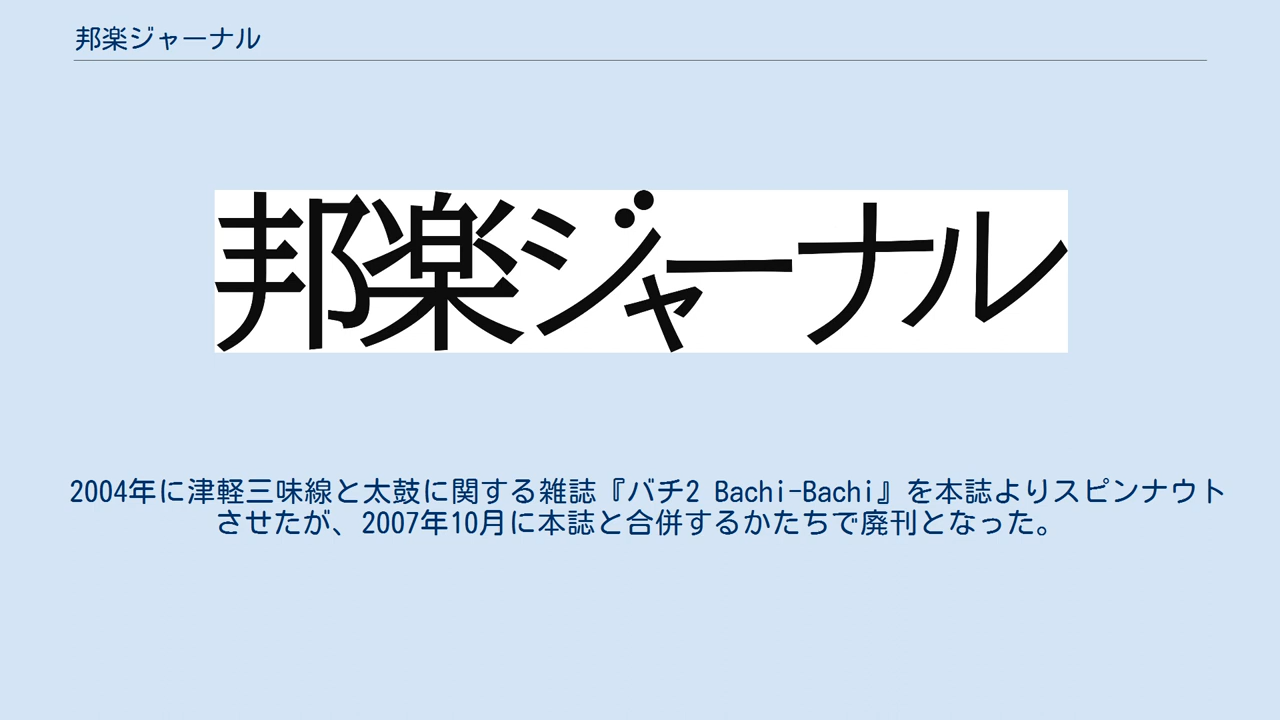 邦楽ジャーナル
邦楽ジャーナル
2004年に津軽三味線と太鼓に関する雑誌『バチ2 Bachi-Bachi』を本誌よりスピンナウト
させたが、2007年10月に本誌と合併するかたちで廃刊となった。